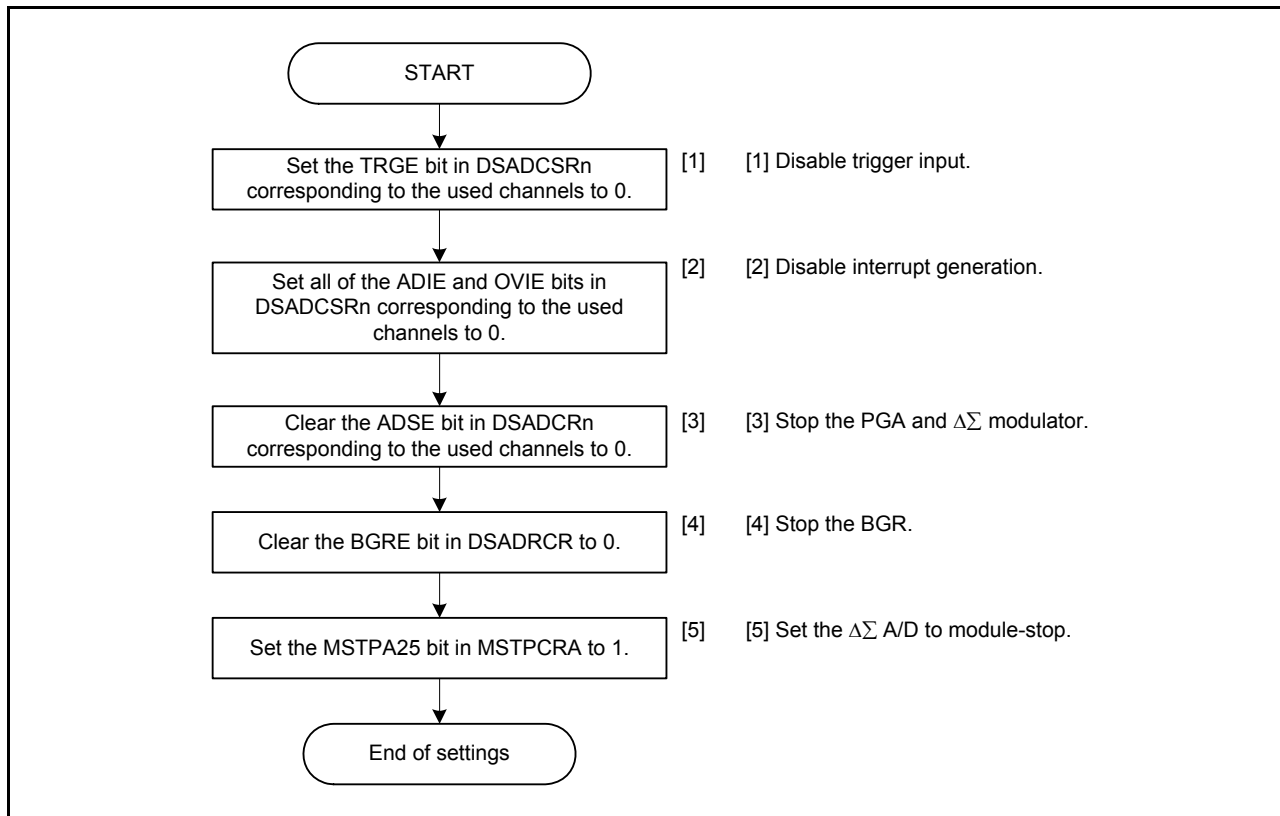 START
Set the TRGE bit in DSADCSRn
corresponding to the used channels to 0.
[1] [1] Disable trigger input.
Set all of the ADIE and OVIE bits in
DSADCSRn corresponding to the used
channels to 0.
[2] [2] Disable interrupt generation.
Clear the ADSE bit in DSADCRn
corresponding to the used channels to 0.
[3] [3] Stop the PGA and ΔΣ modulator.
Clear the BGRE bit in DSADRCR to 0.
[4] [4] Stop the BGR.
Set the MSTPA25 bit in MSTPCRA to 1.
[5] [5] Set the ΔΣ A/D to module-stop.
End of settings